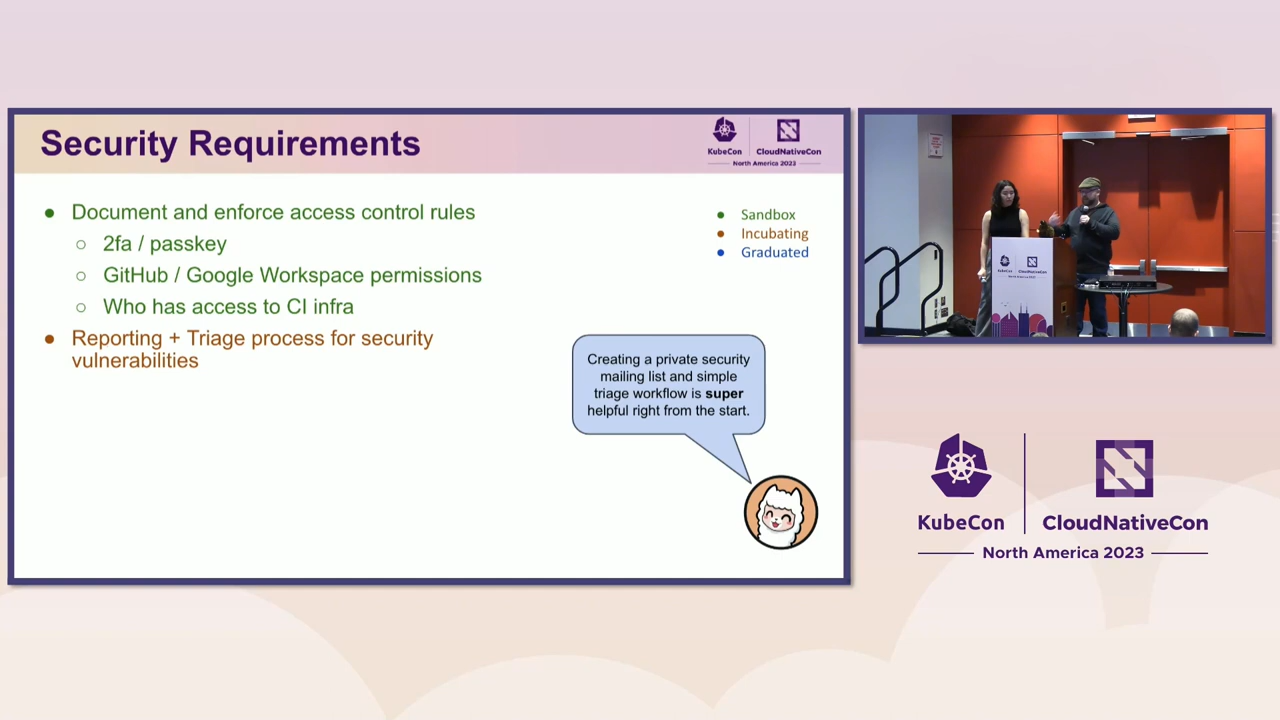 Security Requirements
KubeCon
CloudNativeCon
North America 2023
● Document and enforce access control rules
○ 2fa / passkey
○ GitHub / Google Workspace permissions
○ Who has access to CI infra
● Reporting + Triage process for security
vulnerabilities
● Sandbox
● Incubating
● Graduated
Creating a private security
mailing list and simple
triage workflow is super
helpful right from the start.
KubeCon
CloudNativeCon
North America 2023